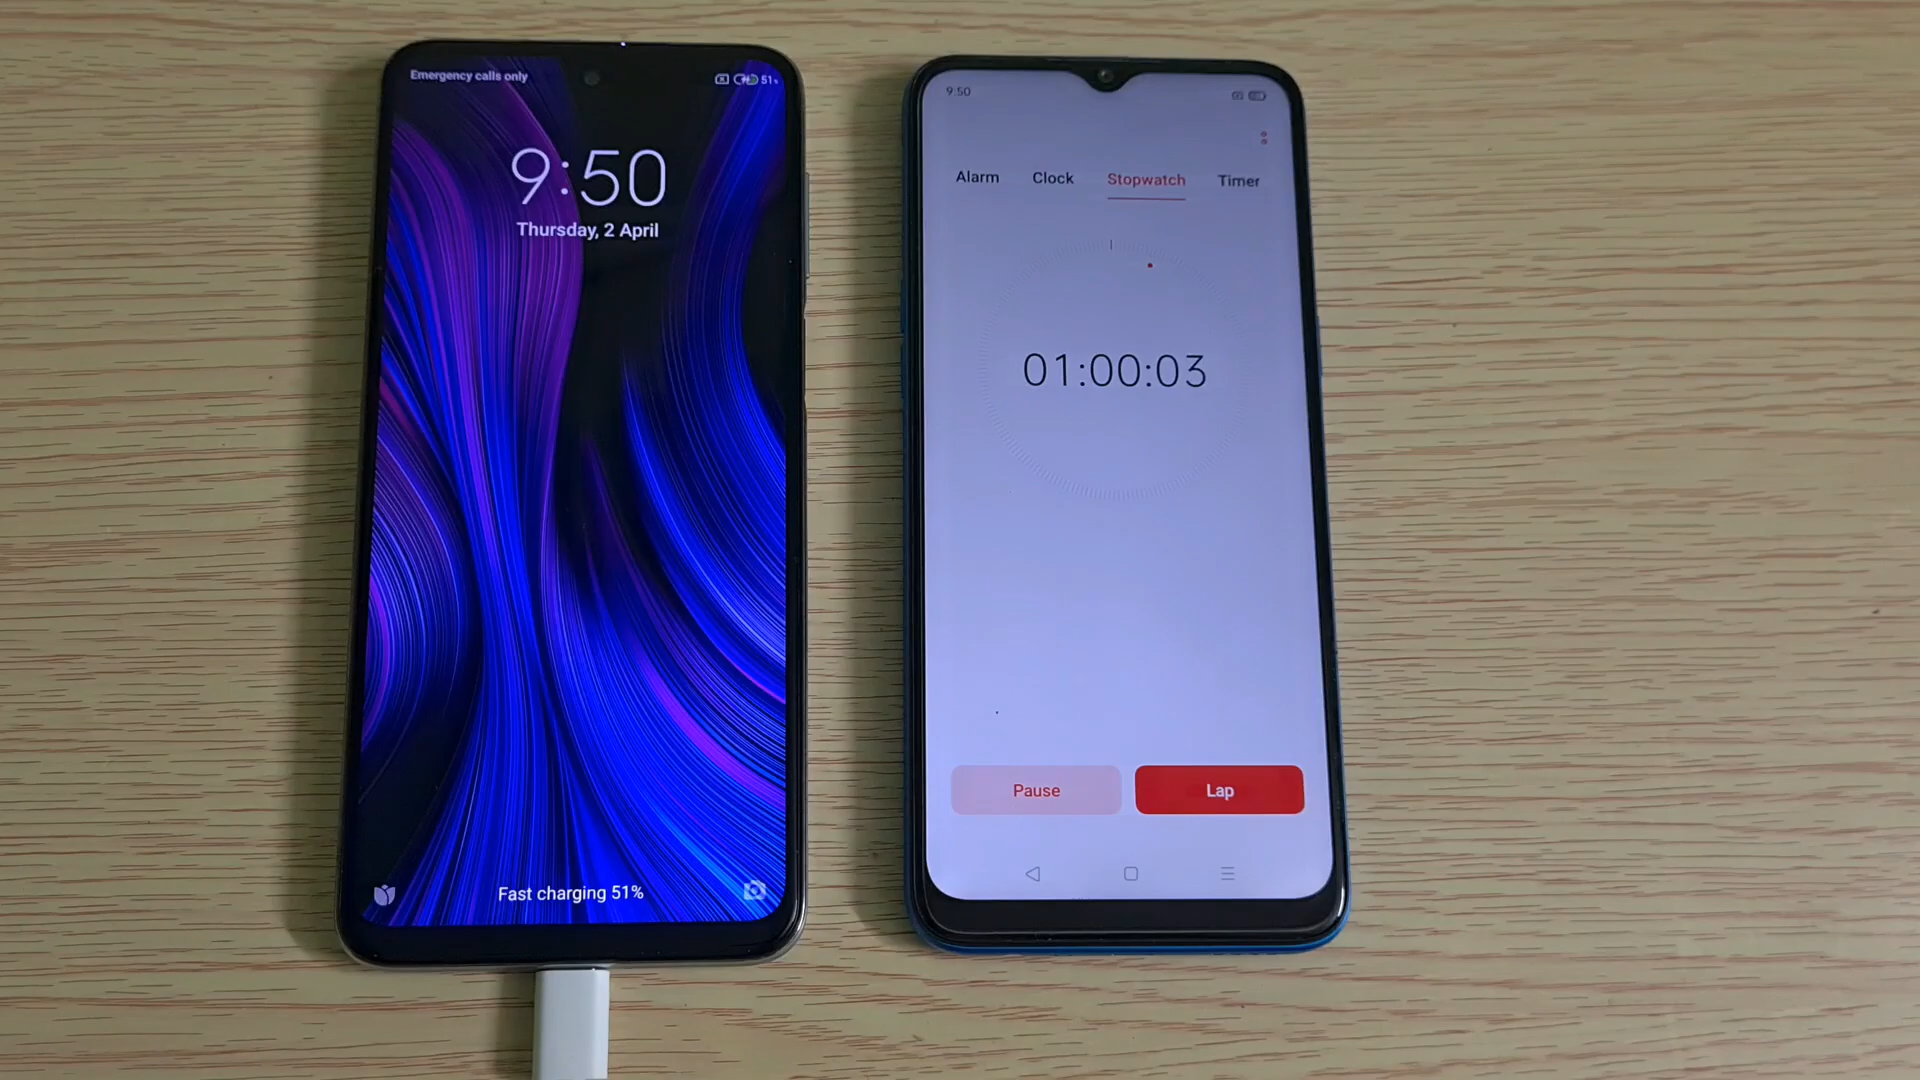 Emergency calls only
51%
9:50
Thursday, 2 April
Fast charging 51%
9:50
Alarm Clock Stopwatch Timer
01:00:03
Pause Lap